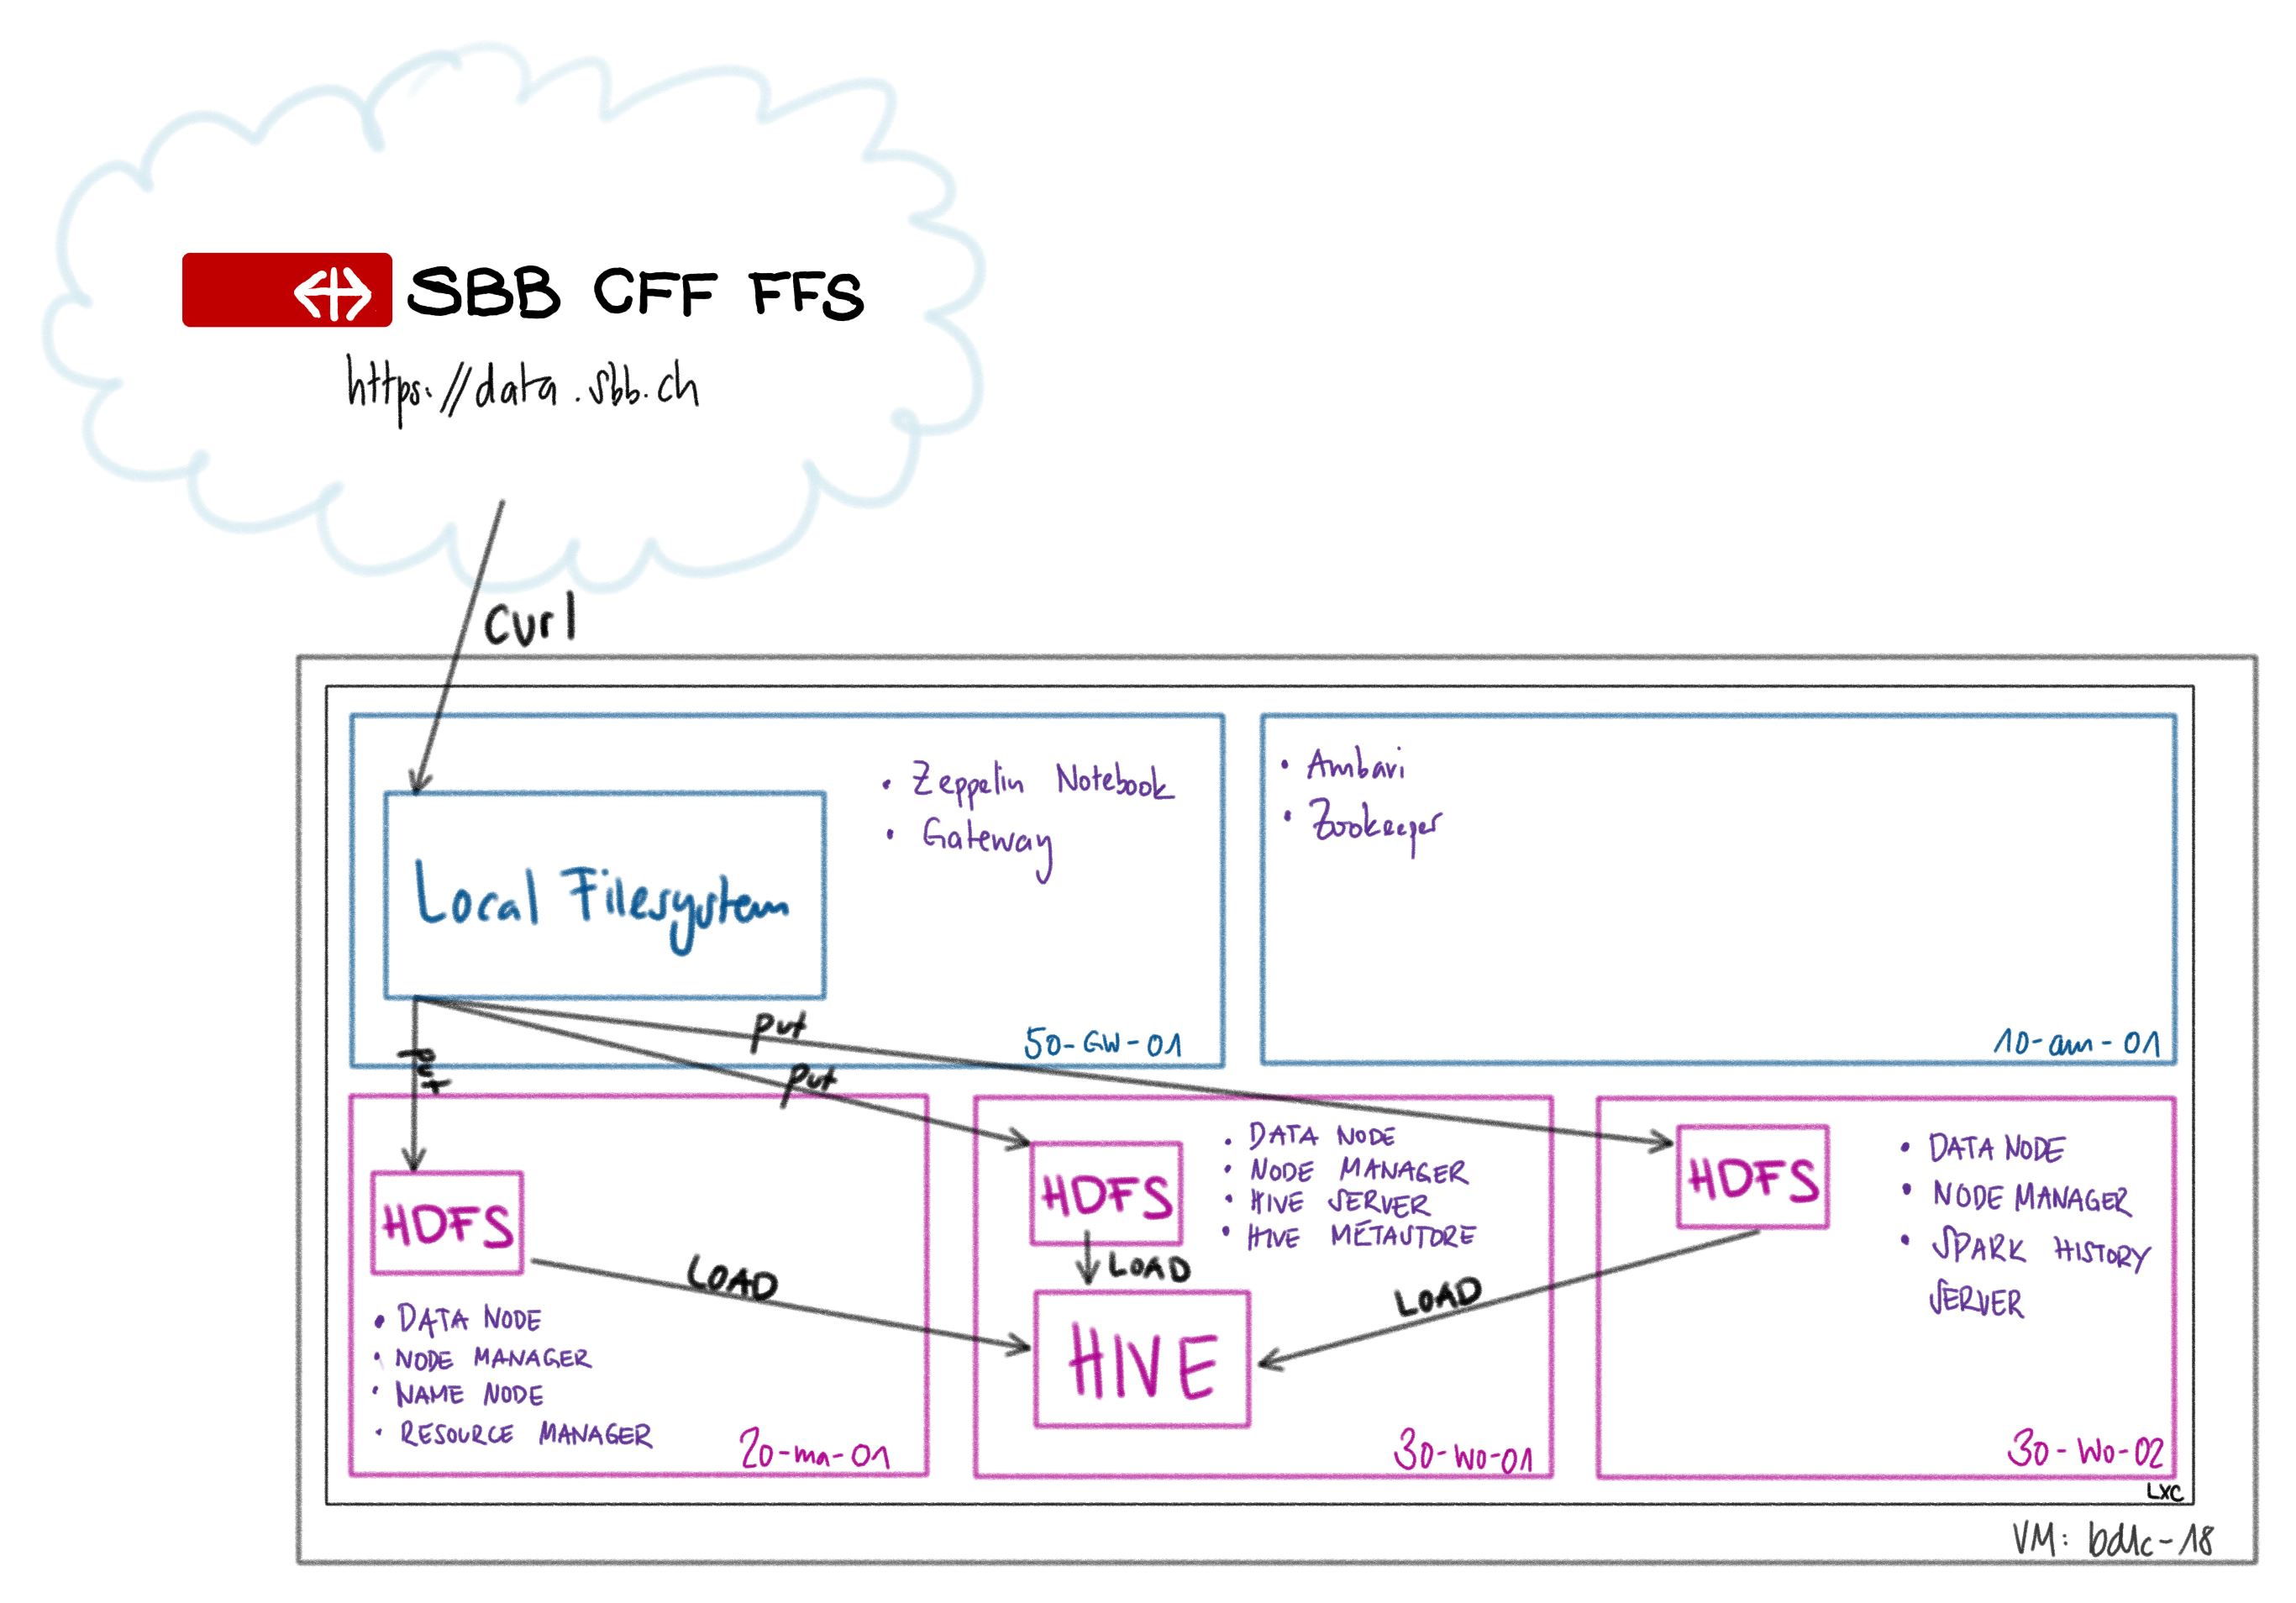 SBB CFF FFS
https://data.sbb.ch
Curl
• Zeppelin Notebook
• Gateway
Local Filesystem
50-GW-01
• Ambari
• Zookeeper
10-am-01
put
put
put
HDFS
• DATA NODE
• NODE MANAGER
• NAME NODE
• RESOURCE MANAGER
20-ma-01
LOAD
HDFS
• DATA NODE
• NODE MANAGER
• HIVE SERVER
• HIVE METASTORE
LOAD
HIVE
30-wo-01
LOAD
HDFS
• DATA NODE
• NODE MANAGER
• SPARK HISTORY
SERVER
30-wo-02
LXC
VM: bdlc-18